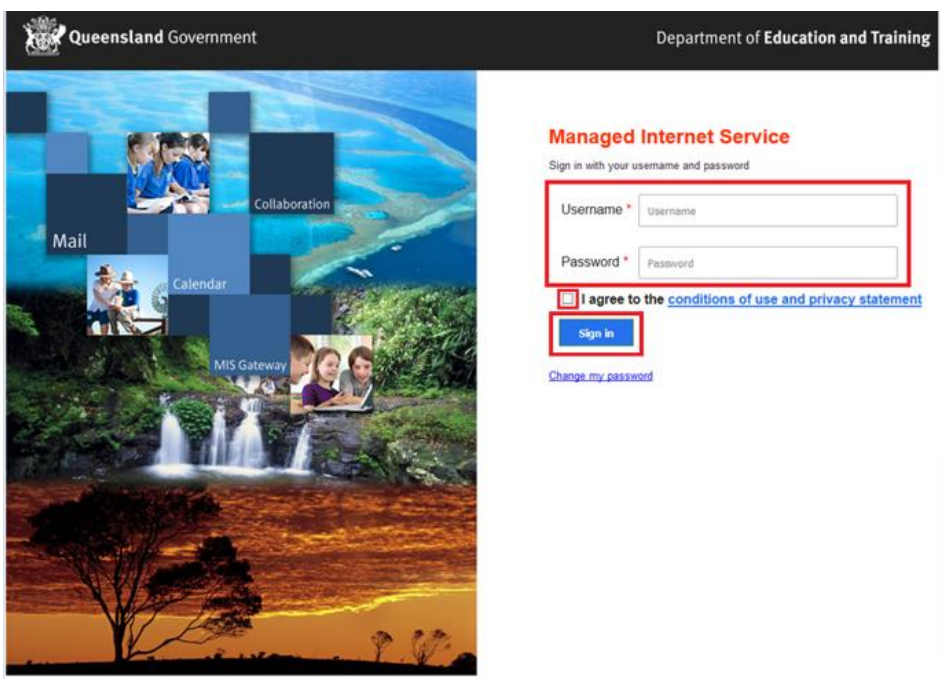 Queensland Government
Department of Education and Training
Collaboration
Mail
Calendar
MIS Gateway
Managed Internet Service
Sign in with your username and password
Username * Username
Password * Password
I agree to the conditions of use and privacy statement
Sign in
Change my password